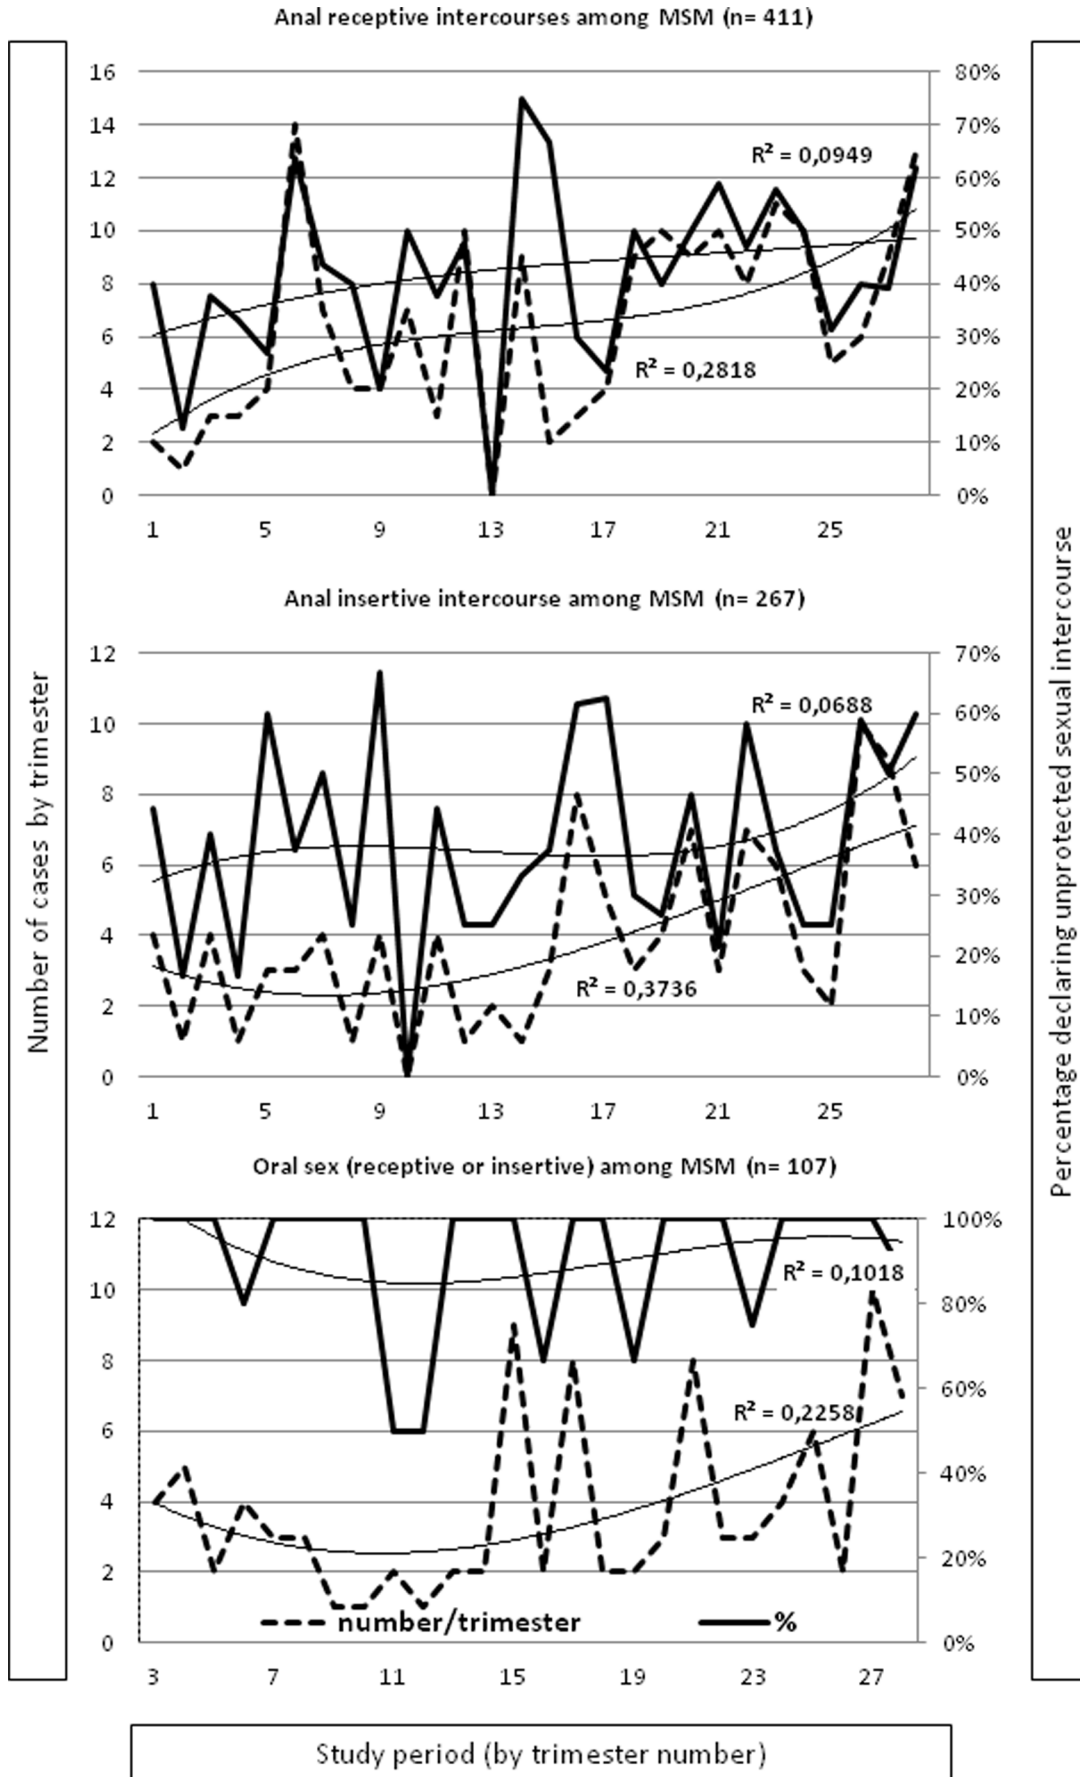 Anal receptive intercourses among MSM (n= 411)
16
14
12
10
8
6
4
2
0
80%
70%
60%
50%
40%
30%
20%
10%
0%
R² = 0,0949
R² = 0,2818
1 5 9 13 17 21 25
Anal insertive intercourse among MSM (n= 267)
12
10
8
6
4
2
0
70%
60%
50%
40%
30%
20%
10%
0%
R² = 0,0688
R² = 0,3736
1 5 9 13 17 21 25
Oral sex (receptive or insertive) among MSM (n= 107)
12
10
8
6
4
2
0
100%
80%
60%
40%
20%
0%
R² = 0,1018
R² = 0,2258
number/trimester %
3 7 11 15 19 23 27
Number of cases by trimester
Percentage declaring unprotected sexual intercourse
Study period (by trimester number)